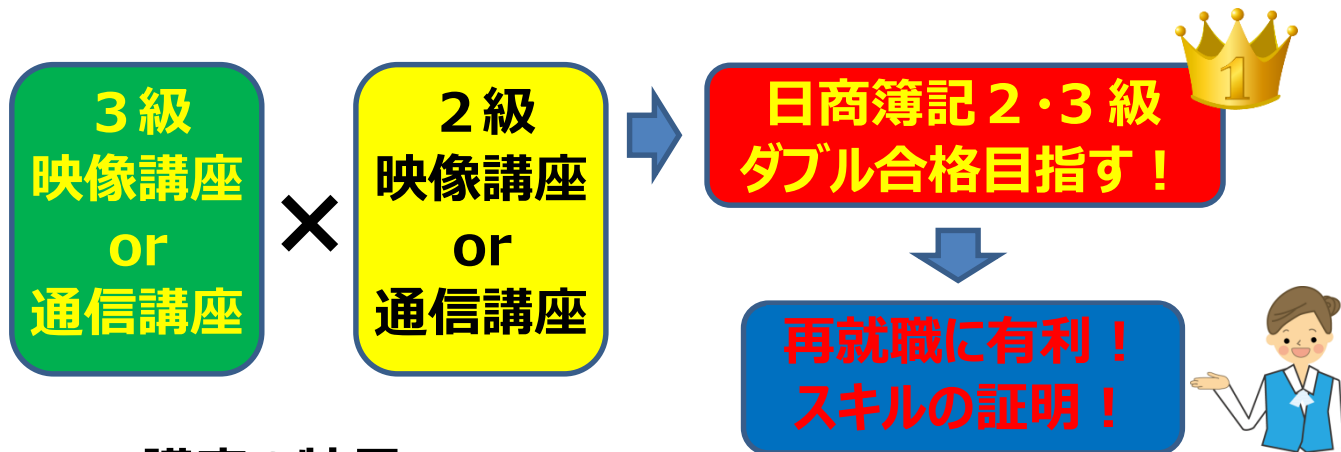 ３級
映像講座
or
通信講座
×
２級
映像講座
or
通信講座
日商簿記２・３級
ダブル合格目指す！
1
再就職に有利！
スキルの証明！